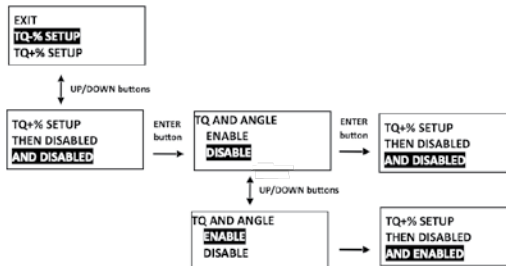 EXIT
TQ-% SETUP
TQ+% SETUP
UP/DOWN buttons
TQ+% SETUP
THEN DISABLED
AND DISABLED
ENTER
button
TQ AND ANGLE
ENABLE
DISABLE
ENTER
button
TQ+% SETUP
THEN DISABLED
AND DISABLED
UP/DOWN buttons
TQ AND ANGLE
ENABLE
DISABLE
TQ+% SETUP
THEN DISABLED
AND ENABLED